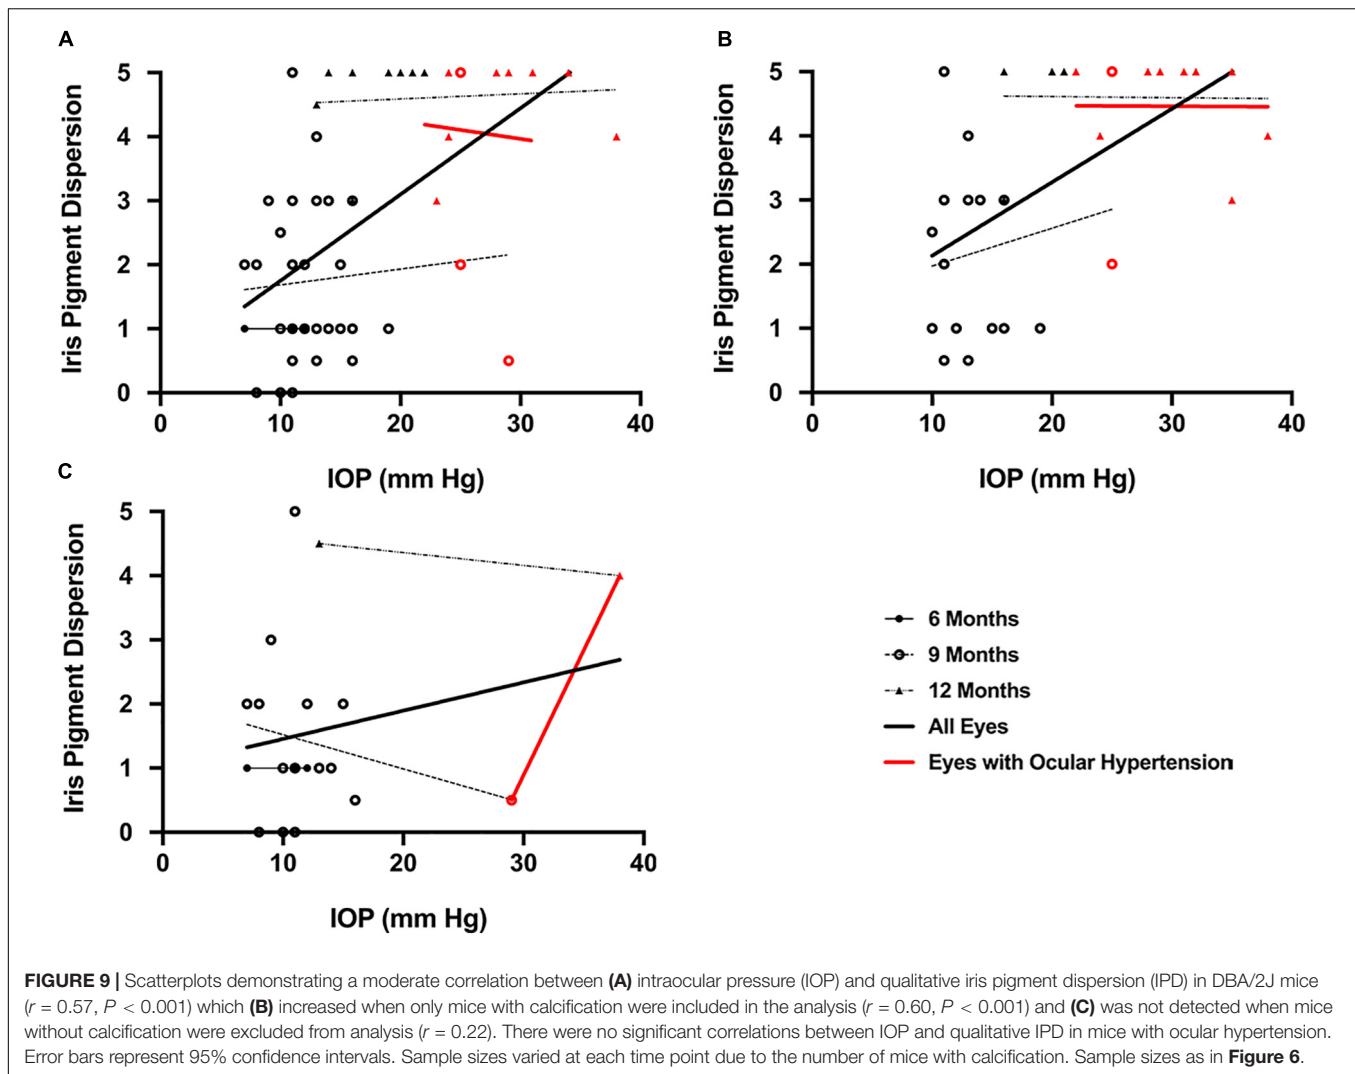 A
Iris Pigment Dispersion
5
4
3
2
1
0
0 10 20 30 40
IOP (mm Hg)
B
Iris Pigment Dispersion
5
4
3
2
1
0
0 10 20 30 40
IOP (mm Hg)
C
Iris Pigment Dispersion
5
4
3
2
1
0
0 10 20 30 40
IOP (mm Hg)
6 Months
9 Months
12 Months
All Eyes
Eyes with Ocular Hypertension
FIGURE 9 | Scatterplots demonstrating a moderate correlation between (A) intraocular pressure (IOP) and qualitative iris pigment dispersion (IPD) in DBA/2J mice
(r = 0.57, P < 0.001) which (B) increased when only mice with calcification were included in the analysis (r = 0.60, P < 0.001) and (C) was not detected when mice
without calcification were excluded from analysis (r = 0.22). There were no significant correlations between IOP and qualitative IPD in mice with ocular hypertension.
Error bars represent 95% confidence intervals. Sample sizes varied at each time point due to the number of mice with calcification. Sample sizes as in Figure 6.